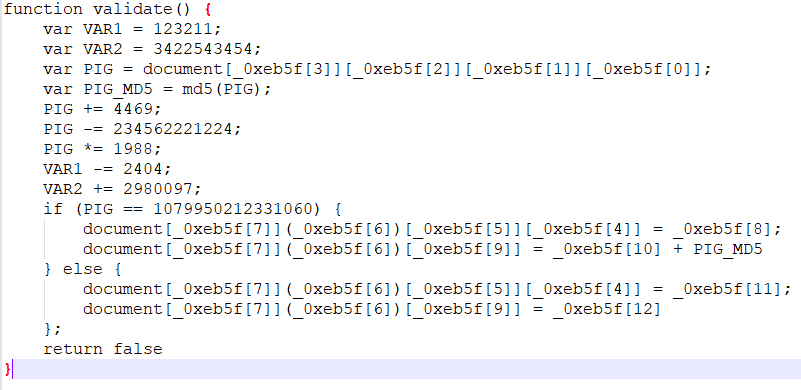 function validate() {
var VAR1 = 123211;
var VAR2 = 3422543454;
var PIG = document[_0xeb5f[3]][_0xeb5f[2]][_0xeb5f[1]][_0xeb5f[0]];
var PIG_MD5 = md5(PIG);
PIG += 4469;
PIG -= 234562221224;
PIG *= 1988;
VAR1 -= 2404;
VAR2 += 2980097;
if (PIG == 1079950212331060) {
document[_0xeb5f[7]](_0xeb5f[6])[_0xeb5f[5]][_0xeb5f[4]] = _0xeb5f[8];
document[_0xeb5f[7]](_0xeb5f[6])[_0xeb5f[9]] = _0xeb5f[10] + PIG_MD5
} else {
document[_0xeb5f[7]](_0xeb5f[6])[_0xeb5f[5]][_0xeb5f[4]] = _0xeb5f[11];
document[_0xeb5f[7]](_0xeb5f[6])[_0xeb5f[9]] = _0xeb5f[12]
};
return false
}